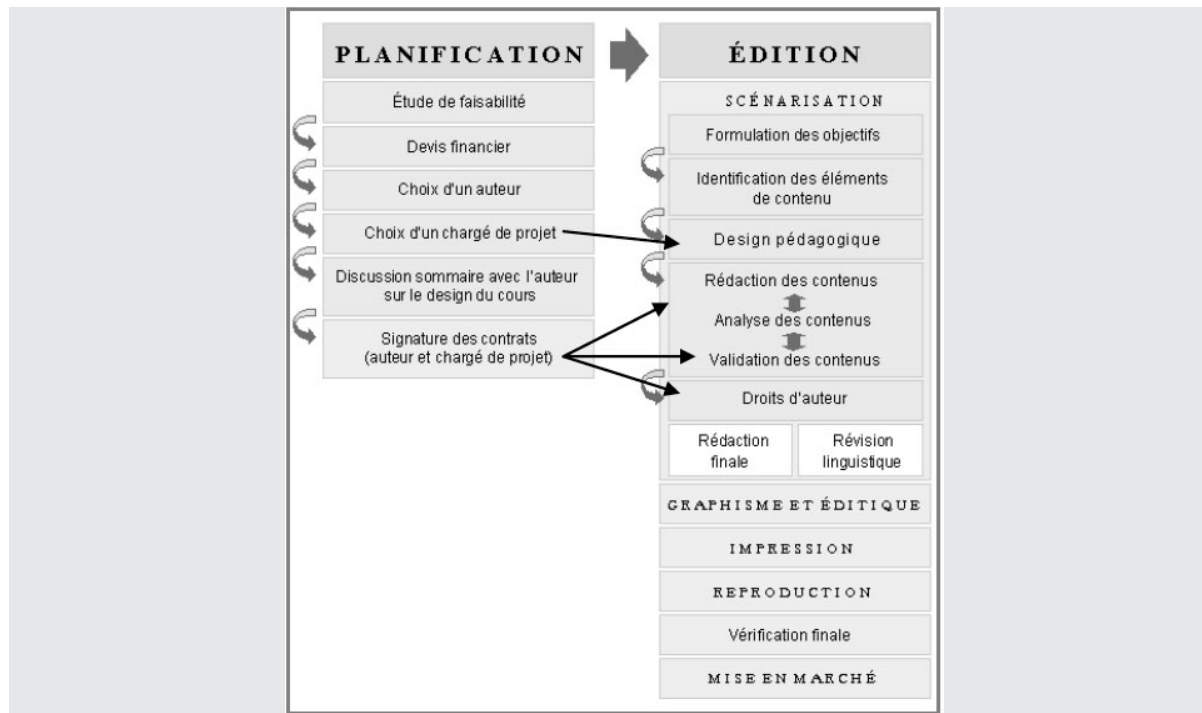 PLANIFICATION
Étude de faisabilité
Devis financier
Choix d'un auteur
Choix d'un chargé de projet
Discussion sommaire avec l'auteur
sur le design du cours
Signature des contrats
(auteur et chargé de projet)
ÉDITION
SCÉNARISATION
Formulation des objectifs
Identification des éléments
de contenu
Design pédagogique
Rédaction des contenus
Analyse des contenus
Validation des contenus
Droits d'auteur
Rédaction
finale
Révision
linguistique
GRAPHISME ET ÉDITIQUE
IMPRESSION
REPRODUCTION
Vérification finale
MISE EN MARCHÉ